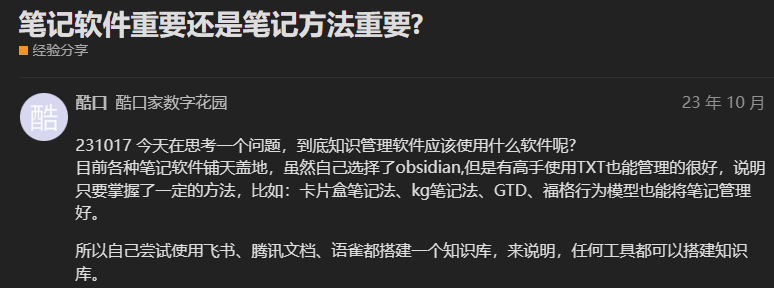 笔记软件重要还是笔记方法重要?
经验分享
酷
酷口 酷口家数字花园 23 年 10 月
231017 今天在思考一个问题，到底知识管理软件应该使用什么软件呢?
目前各种笔记软件铺天盖地，虽然自己选择了obsidian,但是有高手使用TXT也能管理的很好，说明
只要掌握了一定的方法，比如：卡片盒笔记法、kg笔记法、GTD、福格行为模型也能将笔记管理
好。
所以自己尝试使用飞书、腾讯文档、语雀都搭建一个知识库，来说明，任何工具都可以搭建知识
库。